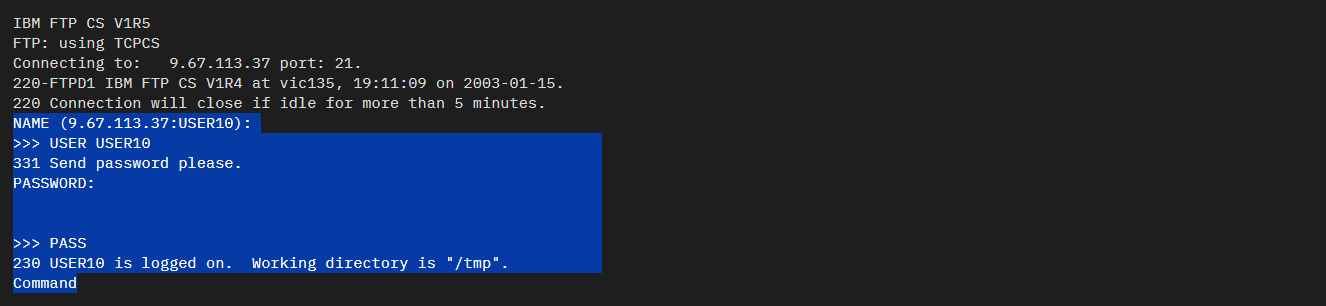 IBM FTP CS V1R5
FTP: using TCPCS
Connecting to:   9.67.113.37 port: 21.
220-FTPD1 IBM FTP CS V1R4 at vic135, 19:11:09 on 2003-01-15.
220 Connection will close if idle for more than 5 minutes.
NAME (9.67.113.37:USER10):
>>> USER USER10
331 Send password please.
PASSWORD:
>>> PASS
230 USER10 is logged on.  Working directory is "/tmp".
Command